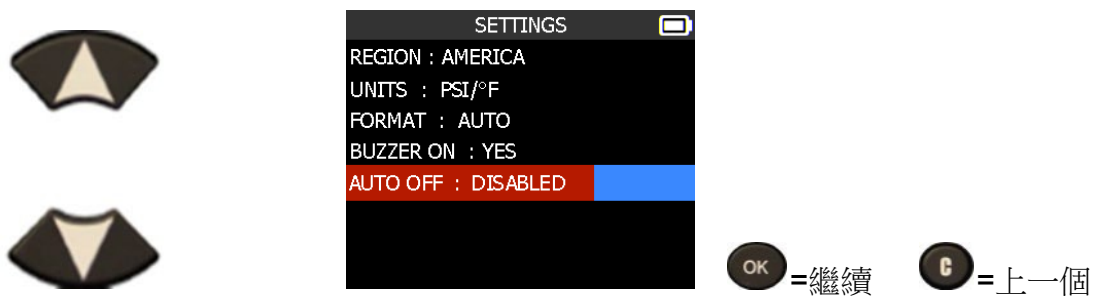 SETTINGS
REGION : AMERICA
UNITS : PSI/°F
FORMAT : AUTO
BUZZER ON : YES
AUTO OFF : DISABLED
OK =繼續 C =上一個